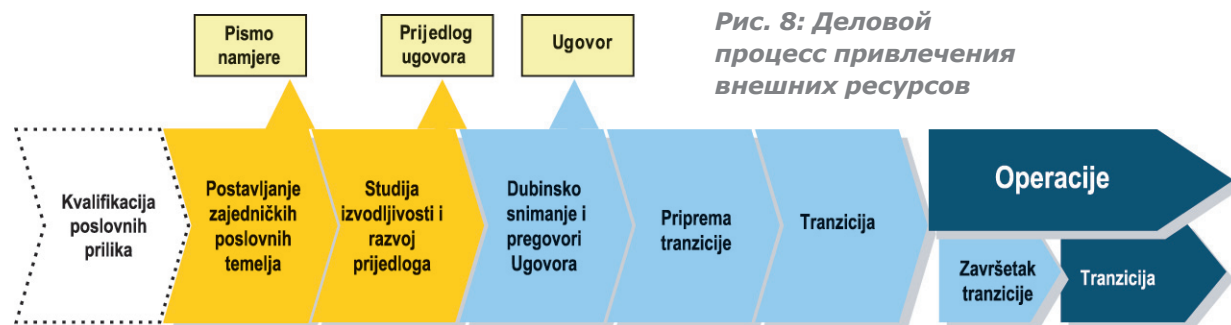 Pismo
namjere
Prijedlog
ugovora
Ugovor
Рис. 8: Деловой
процесс привлечения
внешних ресурсов
Kvalifikacija
poslovnih
prilika
Postavljanje
zajedničkih
poslovnih
temelja
Studija
izvodljivosti i
razvoj
prijedloga
Dubinsko
snimanje i
pregovori
Ugovora
Priprema
tranzicije
Tranzicija
Operacije
Završetak
tranzicije
Tranzicija